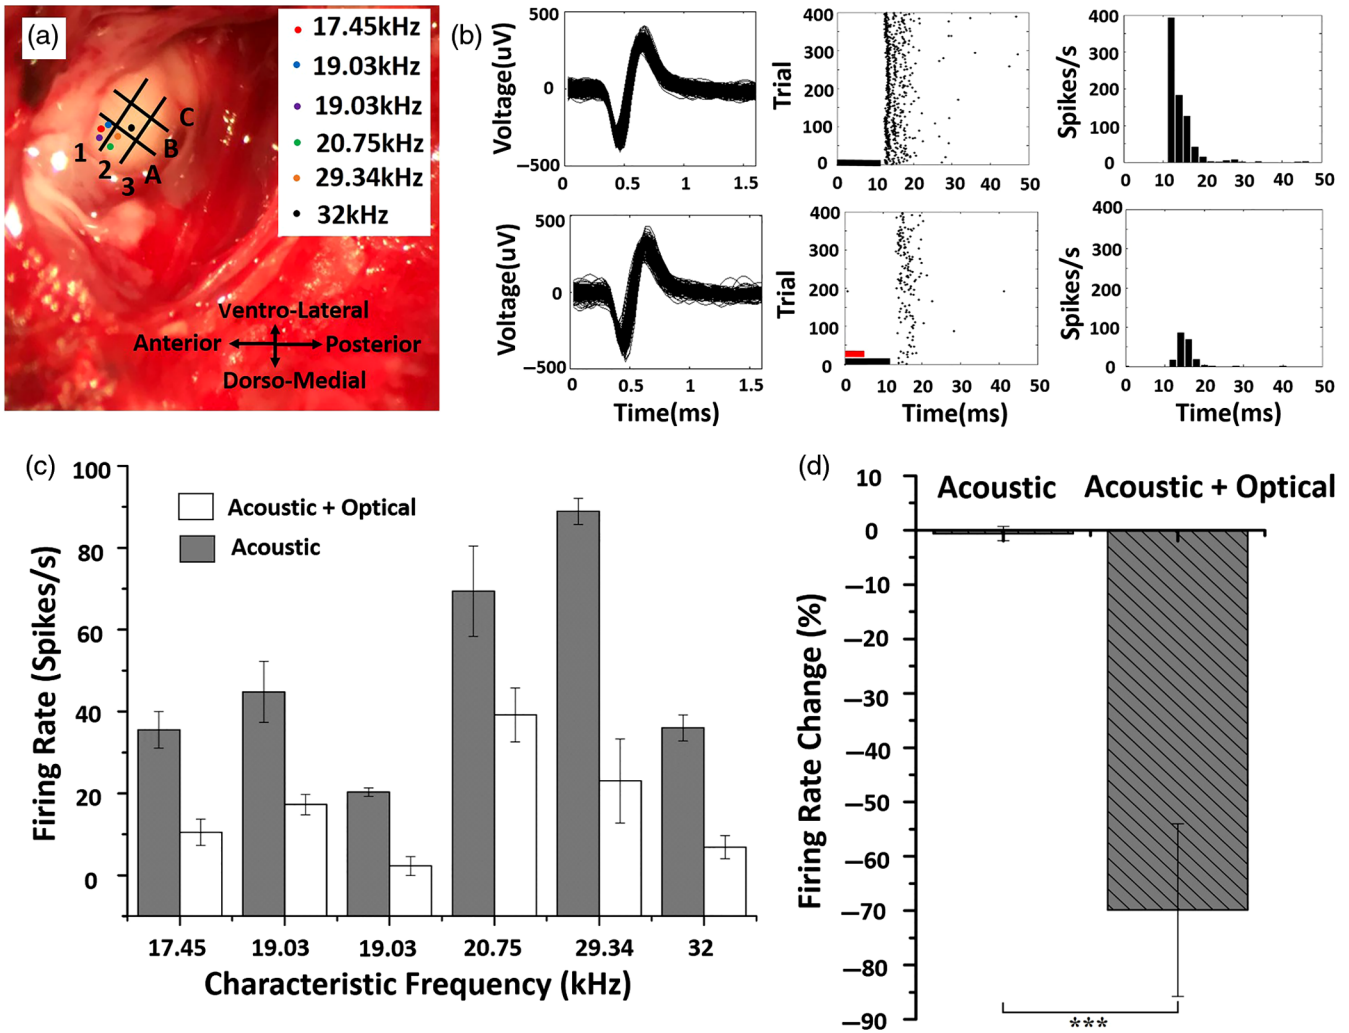 (a)
17.45kHz
19.03kHz
19.03kHz
20.75kHz
29.34kHz
32kHz
C
B
A
1
2
3
Ventro-Lateral
Anterior
Posterior
Dorso-Medial
(b)
Voltage(uV)
500
0
−500
0 0.5 1 1.5
Trial
400
300
200
100
0
0 10 20 30 40 50
Spikes/s
400
300
200
100
0
0 10 20 30 40 50
Voltage(uV)
500
0
−500
0 0.5 1 1.5
Time(ms)
Trial
400
300
200
100
0
0 10 20 30 40 50
Time(ms)
Spikes/s
400
300
200
100
0
0 10 20 30 40 50
Time(ms)
(c)
Firing Rate (Spikes/s)
100
80
60
40
20
0
Acoustic + Optical
Acoustic
17.45 19.03 19.03 20.75 29.34 32
Characteristic Frequency (kHz)
(d)
Firing Rate Change (%)
10
0
−10
−20
−30
−40
−50
−60
−70
−80
−90
Acoustic
Acoustic + Optical
***